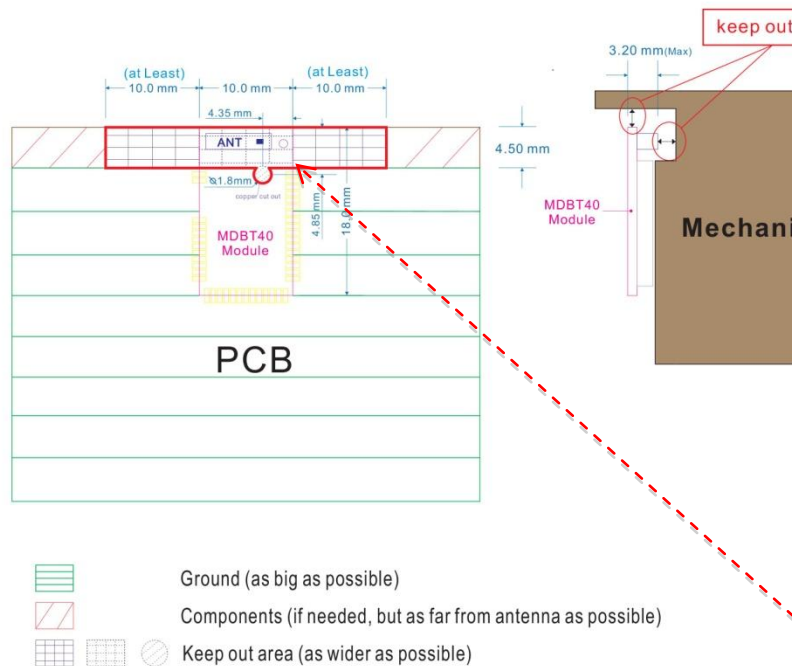 keep out
3.20 mm(Max)
(at Least)
(at Least)
10.0 mm
10.0 mm
10.0 mm
4.35 mm
ANT
4.50 mm
Ø1.8mm
copper cut out
4.85 mm
18.0 mm
MDBT40
Module
MDBT40
Module
Mechani
PCB
Ground (as big as possible)
Components (if needed, but as far from antenna as possible)
Keep out area (as wider as possible)